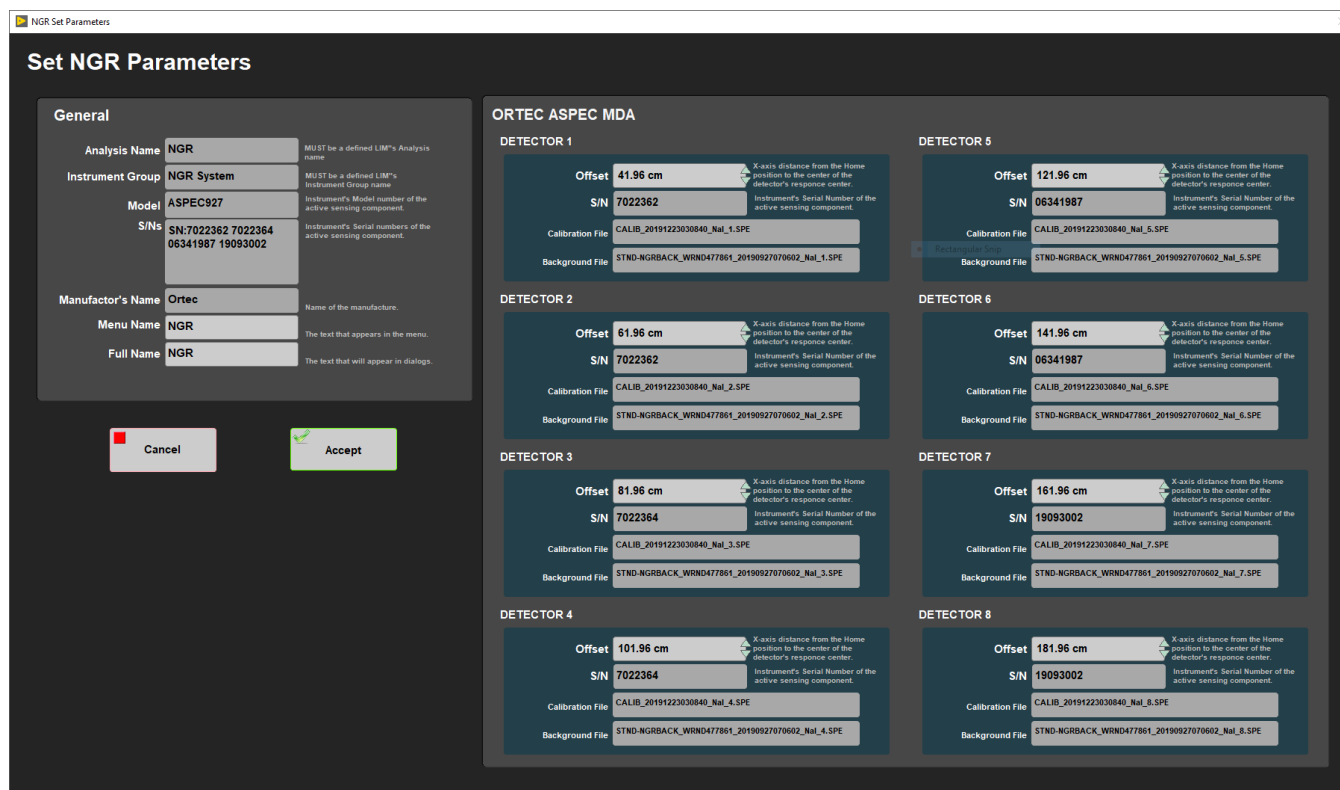 NGR Set Parameters
Set NGR Parameters
General
Analysis Name NGR MUST be a defined LIM"s Analysis
name
Instrument Group NGR System MUST be a defined LIM"s
Instrument Group name
Model ASPEC927 Instrument's Model number of the
active sensing component.
S/Ns SN:7022362 7022364 Instrument's Serial numbers of the
06341987 19093002 active sensing component.
Manufactor's Name Ortec Name of the manufacture.
Menu Name NGR The text that appears in the menu.
Full Name NGR The text that will appear in dialogs.
Cancel Accept
ORTEC ASPEC MDA
DETECTOR 1
Offset 41.96 cm X-axis distance from the Home
position to the center of the
detector's responce center.
S/N 7022362 Instrument's Serial Number of the
active sensing component.
Calibration File CALIB_20191223030840_NaI_1.SPE
Background File STND-NGRBACK_WRND477861_20190927070602_NaI_1.SPE
DETECTOR 2
Offset 61.96 cm X-axis distance from the Home
position to the center of the
detector's responce center.
S/N 7022362 Instrument's Serial Number of the
active sensing component.
Calibration File CALIB_20191223030840_NaI_2.SPE
Background File STND-NGRBACK_WRND477861_20190927070602_NaI_2.SPE
DETECTOR 3
Offset 81.96 cm X-axis distance from the Home
position to the center of the
detector's responce center.
S/N 7022364 Instrument's Serial Number of the
active sensing component.
Calibration File CALIB_20191223030840_NaI_3.SPE
Background File STND-NGRBACK_WRND477861_20190927070602_NaI_3.SPE
DETECTOR 4
Offset 101.96 cm X-axis distance from the Home
position to the center of the
detector's responce center.
S/N 7022364 Instrument's Serial Number of the
active sensing component.
Calibration File CALIB_20191223030840_NaI_4.SPE
Background File STND-NGRBACK_WRND477861_20190927070602_NaI_4.SPE
DETECTOR 5
Offset 121.96 cm X-axis distance from the Home
position to the center of the
detector's responce center.
S/N 06341987 Instrument's Serial Number of the
active sensing component.
Calibration File CALIB_20191223030840_NaI_5.SPE
Rectangular Snip
Background File STND-NGRBACK_WRND477861_20190927070602_NaI_5.SPE
DETECTOR 6
Offset 141.96 cm X-axis distance from the Home
position to the center of the
detector's responce center.
S/N 06341987 Instrument's Serial Number of the
active sensing component.
Calibration File CALIB_20191223030840_NaI_6.SPE
Background File STND-NGRBACK_WRND477861_20190927070602_NaI_6.SPE
DETECTOR 7
Offset 161.96 cm X-axis distance from the Home
position to the center of the
detector's responce center.
S/N 19093002 Instrument's Serial Number of the
active sensing component.
Calibration File CALIB_20191223030840_NaI_7.SPE
Background File STND-NGRBACK_WRND477861_20190927070602_NaI_7.SPE
DETECTOR 8
Offset 181.96 cm X-axis distance from the Home
position to the center of the
detector's responce center.
S/N 19093002 Instrument's Serial Number of the
active sensing component.
Calibration File CALIB_20191223030840_NaI_8.SPE
Background File STND-NGRBACK_WRND477861_20190927070602_NaI_8.SPE